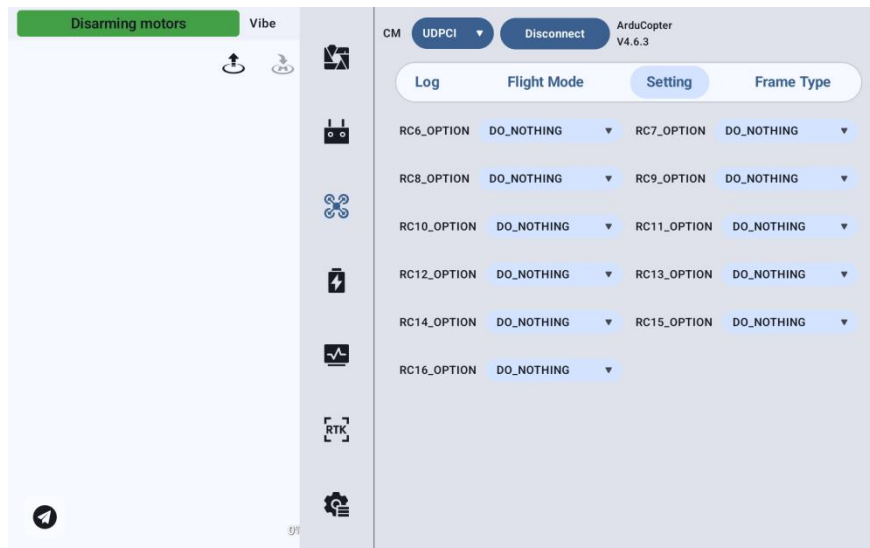 Disarming motors
Vibe
CM
UDPCI
Disconnect
ArduCopter
V4.6.3
Log
Flight Mode
Setting
Frame Type
RC6_OPTION DO_NOTHING RC7_OPTION DO_NOTHING
RC8_OPTION DO_NOTHING RC9_OPTION DO_NOTHING
RC10_OPTION DO_NOTHING RC11_OPTION DO_NOTHING
RC12_OPTION DO_NOTHING RC13_OPTION DO_NOTHING
RC14_OPTION DO_NOTHING RC15_OPTION DO_NOTHING
RC16_OPTION DO_NOTHING
RTK